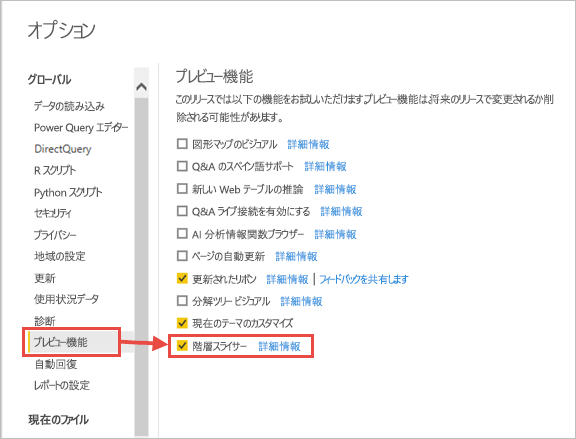 オプション
グローバル
データの読み込み
Power Query エディター
DirectQuery
R スクリプト
Python スクリプト
セキュリティ
プライバシー
地域の設定
更新
使用状況データ
診断
プレビュー機能
自動回復
レポートの設定
現在のファイル
プレビュー機能
このリリースでは以下の機能をお試しいただけます。プレビュー機能は、将来のリリースで変更されるか削
除される可能性があります。
図形マップのビジュアル 詳細情報
Q&A のスペイン語サポート 詳細情報
新しい Web テーブルの推論 詳細情報
Q&A ライブ接続を有効にする 詳細情報
AI 分析情報関数ブラウザー 詳細情報
ページの自動更新 詳細情報
更新されたリボン 詳細情報 | フィードバックを共有します
分解ツリー ビジュアル 詳細情報
現在のテーマのカスタマイズ
階層スライサー 詳細情報